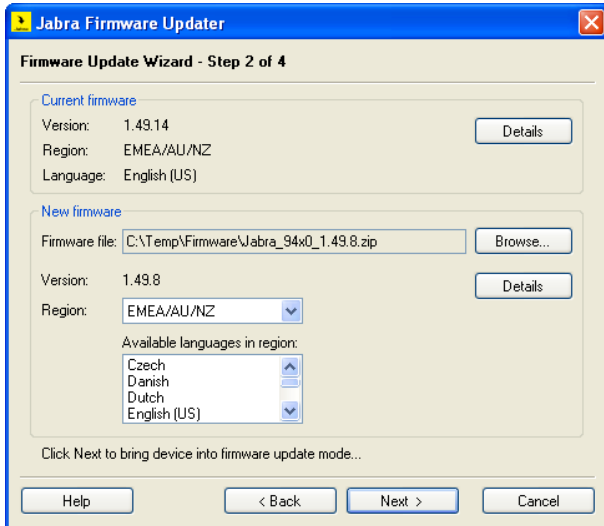 Jabra Firmware Updater
Firmware Update Wizard - Step 2 of 4
Current firmware
Version: 1.49.14
Details
Region: EMEA/AU/NZ
Language: English (US)
New firmware
Firmware file: C:\Temp\Firmware\Jabra_94x0_1.49.8.zip Browse...
Version: 1.49.8
Details
Region: EMEA/AU/NZ
Available languages in region:
Czech
Danish
Dutch
English (US)
Click Next to bring device into firmware update mode...
Help < Back Next > Cancel